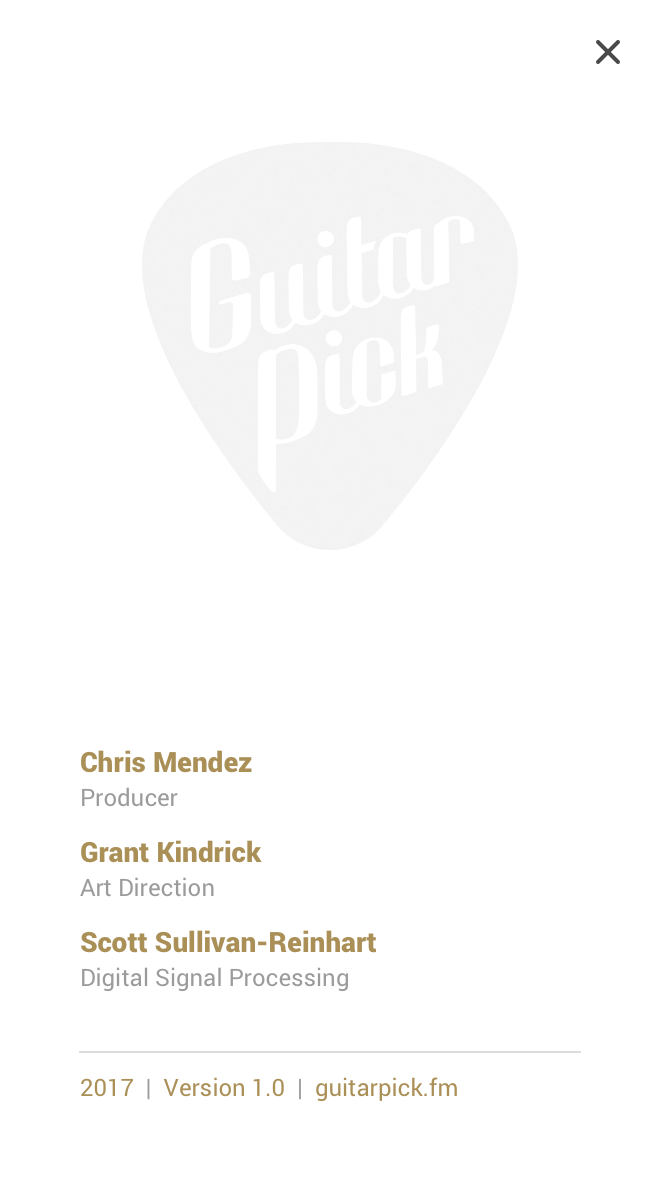 Guitar
Pick
Chris Mendez
Producer
Grant Kindrick
Art Direction
Scott Sullivan-Reinhart
Digital Signal Processing
2017 | Version 1.0 | guitarpick.fm